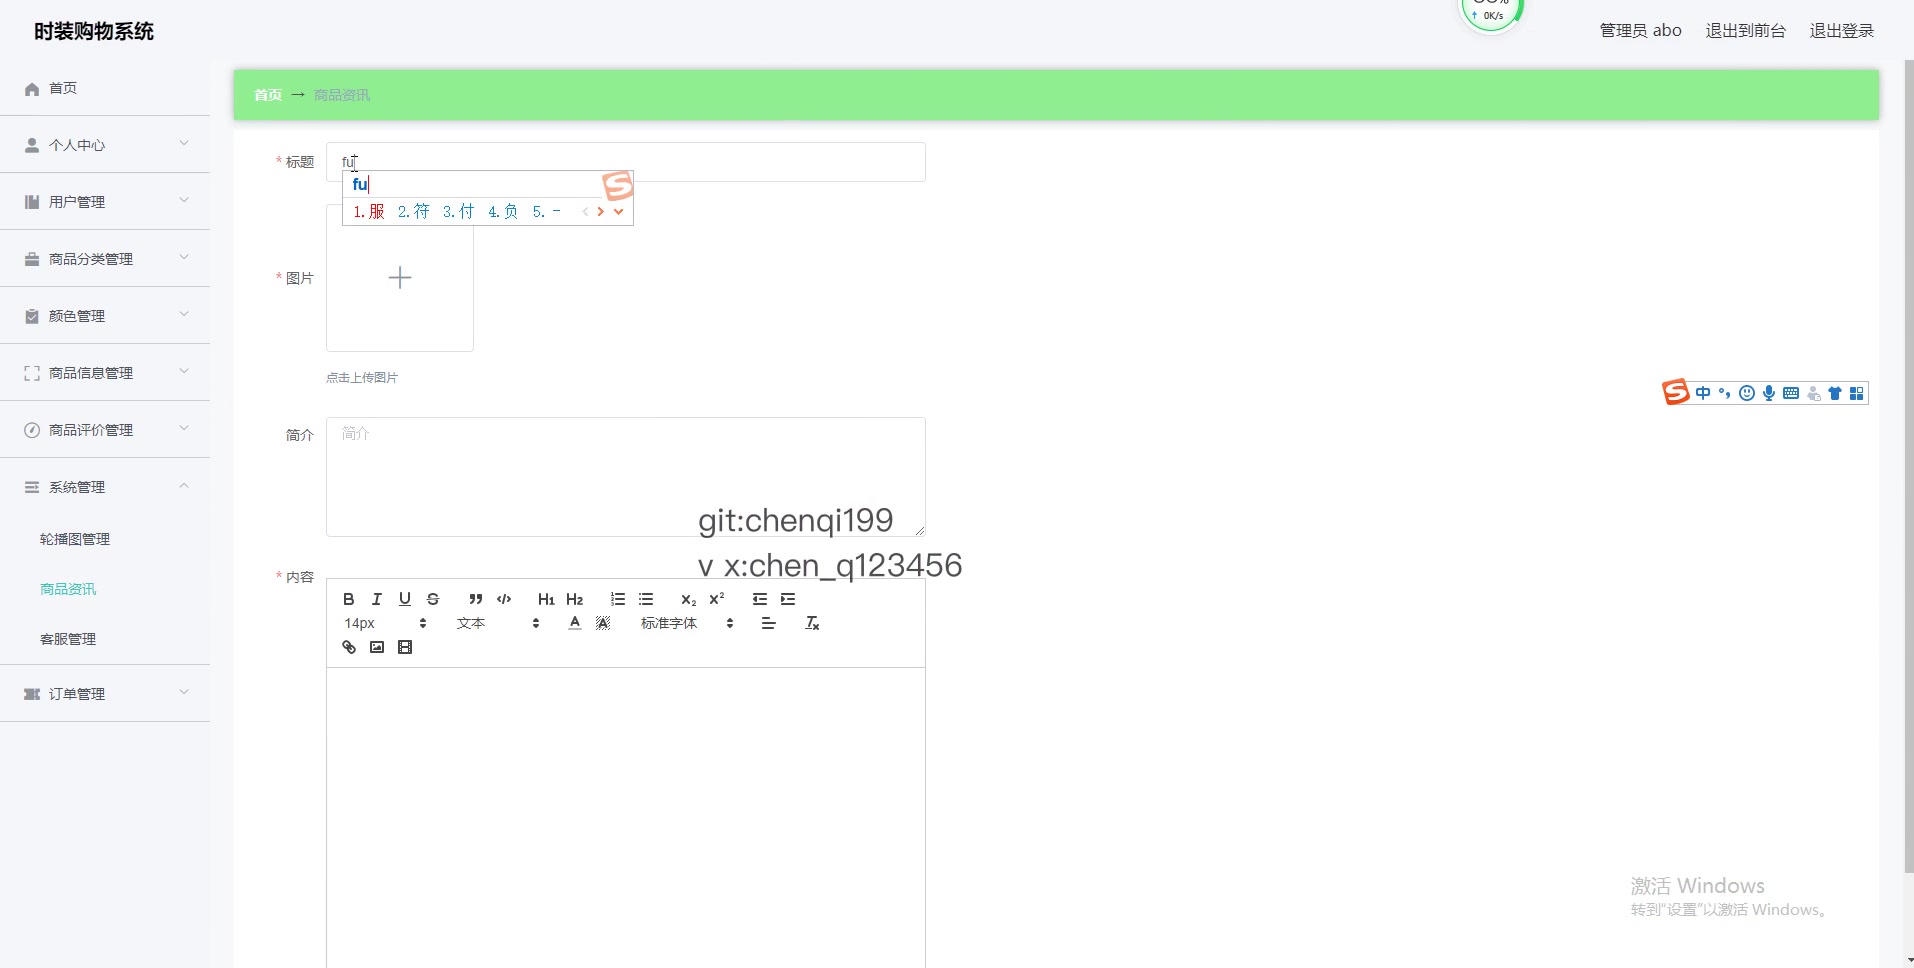 时装购物系统
0K/s
管理员 abo 退出到前台 退出登录
首页
个人中心
用户管理
商品分类管理
颜色管理
商品信息管理
商品评价管理
系统管理
轮播图管理
商品资讯
客服管理
订单管理
首页 → 商品资讯
* 标题
fu
fu
1.服 2.符 3.付 4.负 5.
* 图片
点击上传图片
中
简介
简介
git:chenqi199
v x:chen_q123456
* 内容
B I U S H1 H2 X2 X2
14px 文本 A A 标准字体 Tx
激活 Windows
转到“设置”以激活 Windows。